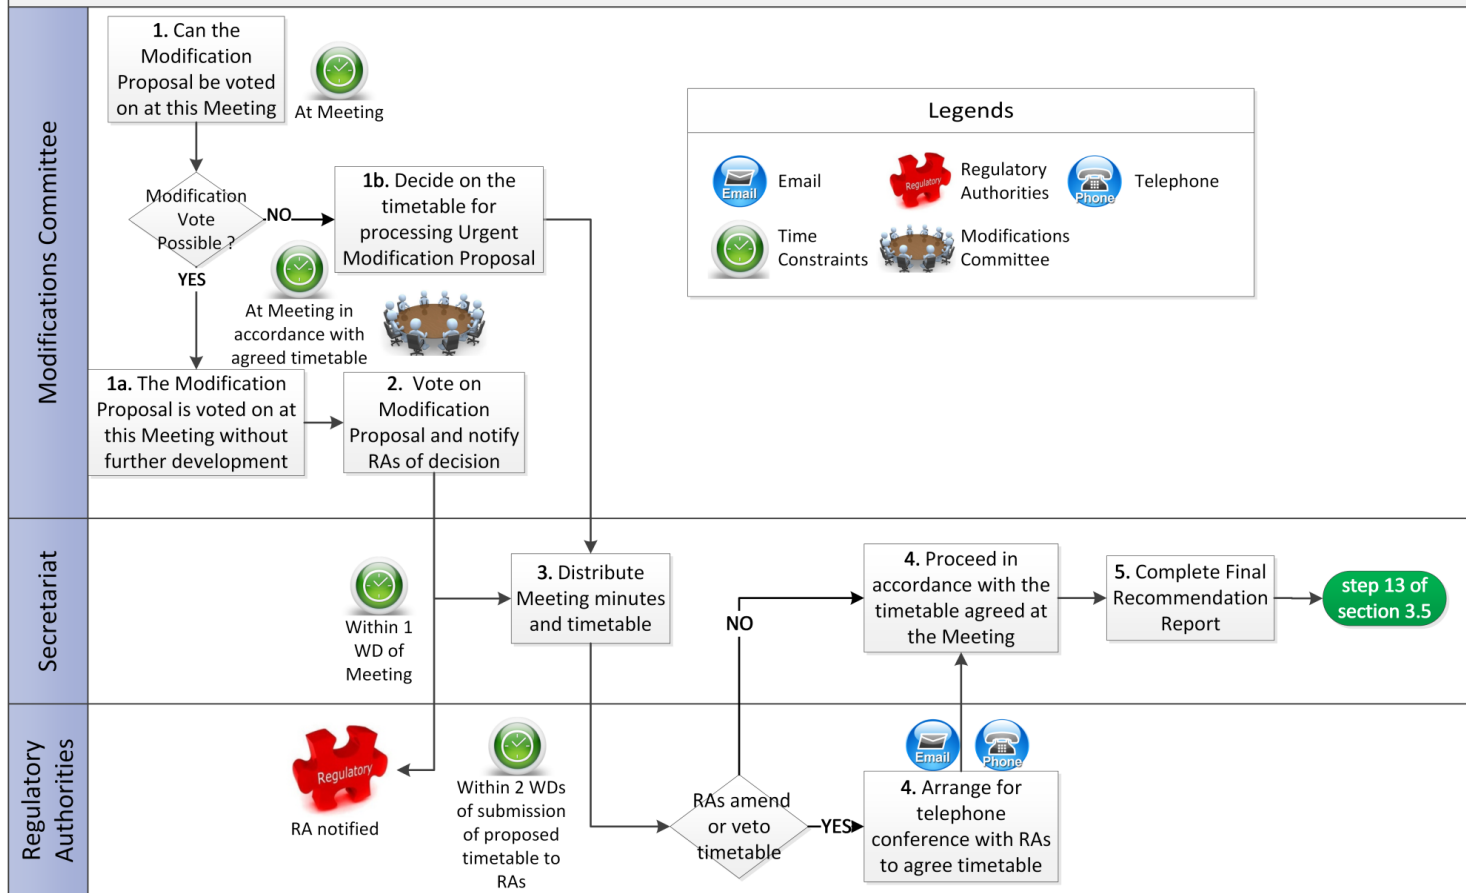 Modifications Committee
1. Can the
Modification
Proposal be voted
on at this Meeting
At Meeting
Modification
Vote
Possible ?
NO
YES
1b. Decide on the
timetable for
processing Urgent
Modification Proposal
At Meeting in
accordance with
agreed timetable
1a. The Modification
Proposal is voted on at
this Meeting without
further development
2. Vote on
Modification
Proposal and notify
RAs of decision
Legends
Email
Email
Regulatory
Regulatory
Authorities
Phone
Telephone
Time
Constraints
Modifications
Committee
Secretariat
Within 1
WD of
Meeting
3. Distribute
Meeting minutes
and timetable
NO
4. Proceed in
accordance with the
timetable agreed at
the Meeting
5. Complete Final
Recommendation
Report
step 13 of
section 3.5
Regulatory
Authorities
Regulatory
RA notified
Within 2 WDs
of submission
of proposed
timetable to
RAs
RAs amend
or veto
timetable
YES
Email
Phone
4. Arrange for
telephone
conference with RAs
to agree timetable